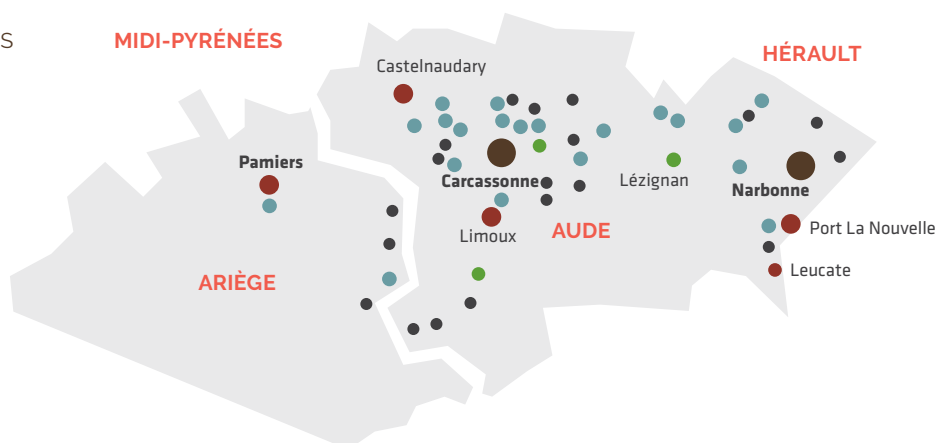 S
MIDI-PYRÉNÉES
HÉRAULT
Castelnaudary
Pamiers
Carcassonne
Lézignan
Narbonne
Port La Nouvelle
Limoux
AUDE
Leucate
ARIÈGE